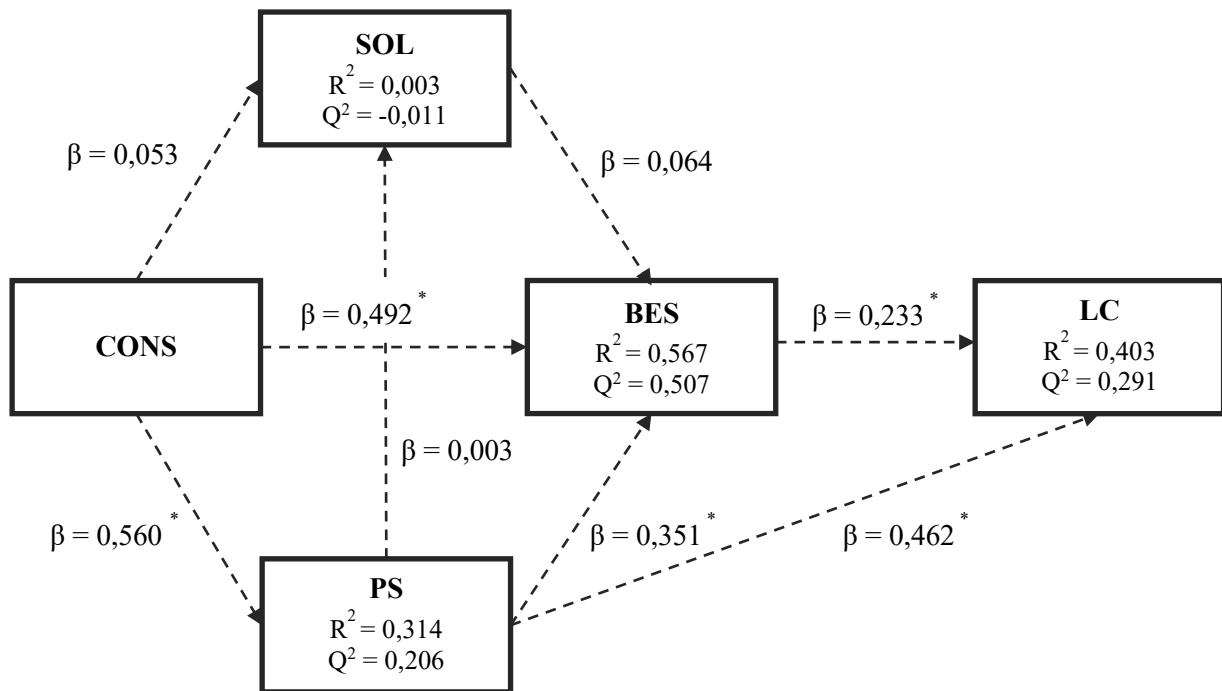 SOL
R² = 0,003
Q² = -0,011
β = 0,053
β = 0,064
CONS
β = 0,492 *
BES
R² = 0,567
Q² = 0,507
β = 0,233 *
LC
R² = 0,403
Q² = 0,291
β = 0,003
β = 0,560 *
β = 0,351 *
β = 0,462 *
PS
R² = 0,314
Q² = 0,206